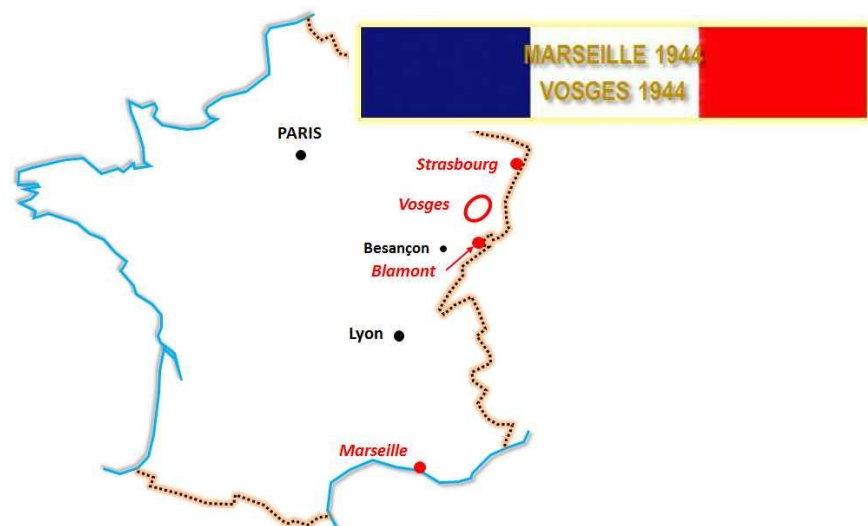 MARSEILLE 1944
VOSGES 1944
PARIS
Strasbourg
Vosges
Besançon
Blamont
Lyon
Marseille